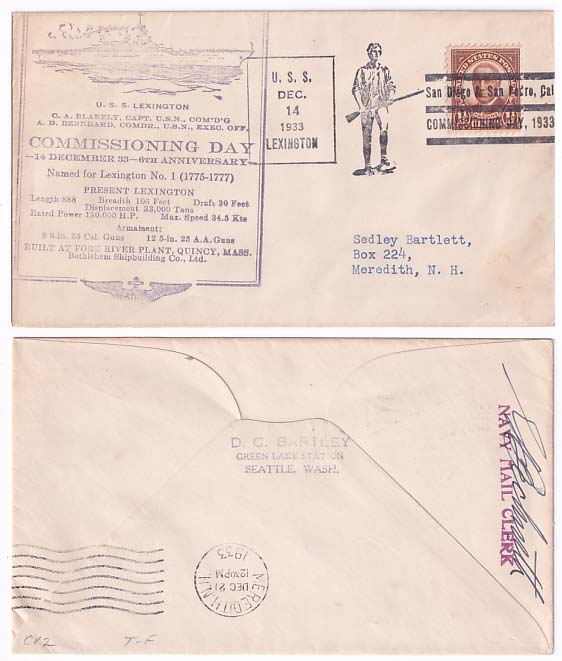 U. S. S. LEXINGTON
C. A. BLAKELY, CAPT. U.S.N., COM'D'G
A. D. BERNHARD, COMDR., U.S.N., EXEC. OFF.
COMMISSIONING DAY
—14 DECEMBER 33—6TH ANNIVERSARY—
Named for Lexington No. 1 (1775-1777)
PRESENT LEXINGTON
Length 888 Breadth 106 Feet Draft 30 Feet
Displacement 33,000 Tons
Rated Power 180,000 H.P. Max. Speed 34.5 Kts
Armament:
8 8-in. 55 Cal. Guns 12 5-in. 25 A.A. Guns
BUILT AT FORE RIVER PLANT, QUINCY, MASS.
Bethlehem Shipbuilding Co., Ltd.
U. S. S.
DEC.
14
1933
LEXINGTON
San Diego & San Pedro, Cal
COMMISSIONING DAY, 1933
Sedley Bartlett,
Box 224,
Meredith, N. H.
D. C. BARTLEY
GREEN LAKE STATION
SEATTLE, WASH.
NAVY MAIL CLERK
MEREDITH, N.H.
DEC 21
12 30 PM
1933
CV2 T-F